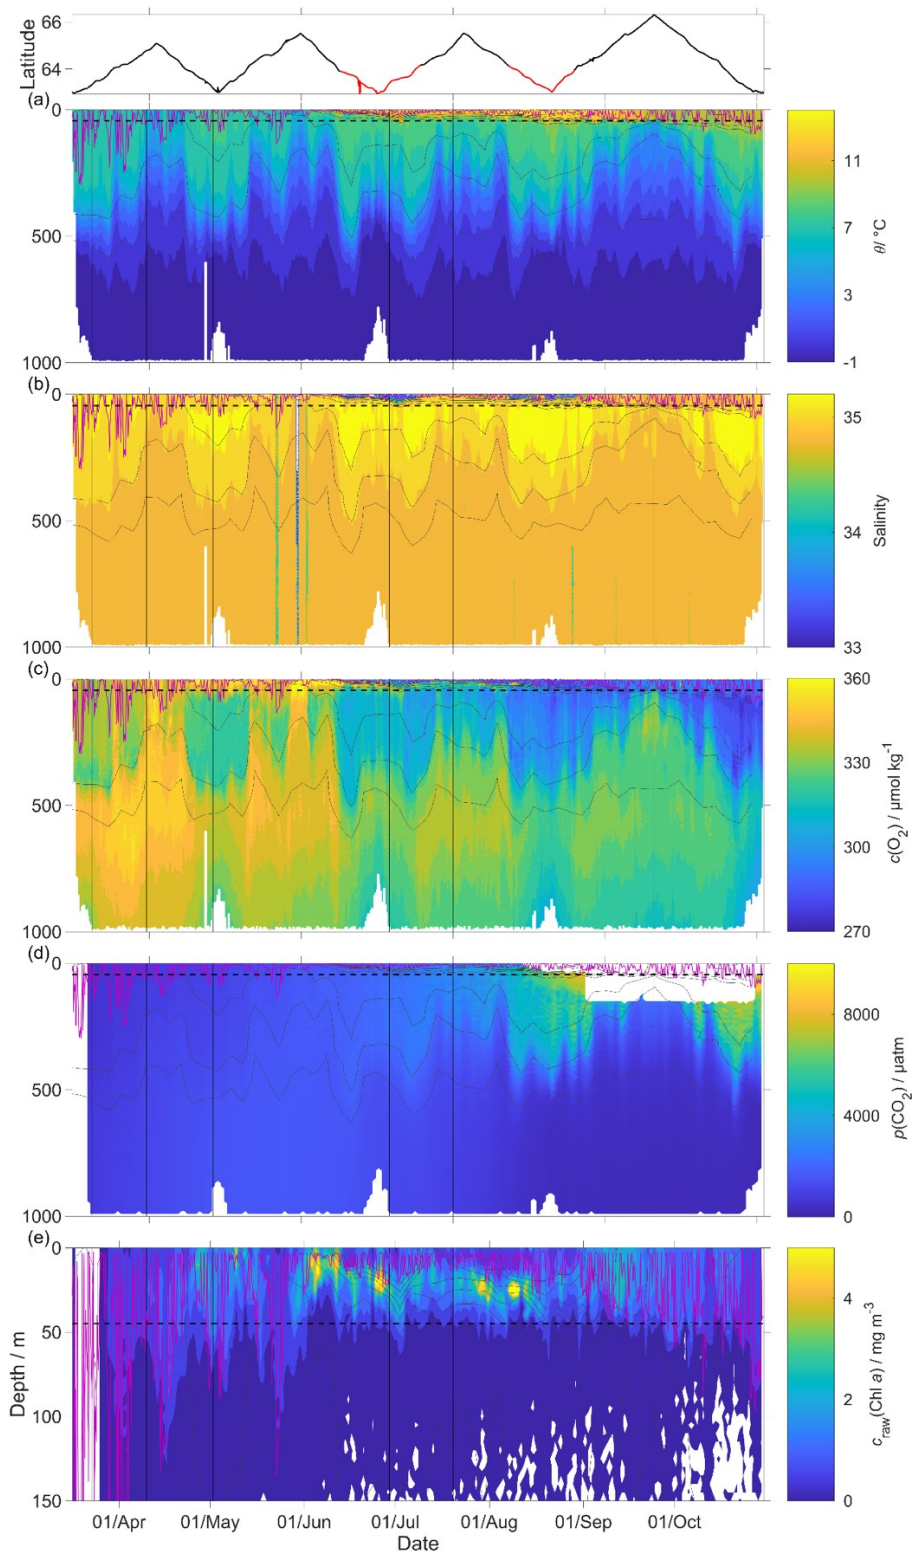 66
64
Latitude
(a)
0
500
1000
11
7
3
-1
θ/ °C
(b)
0
500
1000
35
34
33
Salinity
(c)
0
500
1000
360
330
300
270
c(O₂) / µmol kg⁻¹
(d)
0
500
1000
8000
4000
0
p(CO₂) / µatm
(e)
0
50
100
150
Depth / m
4
2
0
c_raw(Chl a) / mg m⁻³
01/Apr 01/May 01/Jun 01/Jul 01/Aug 01/Sep 01/Oct
Date